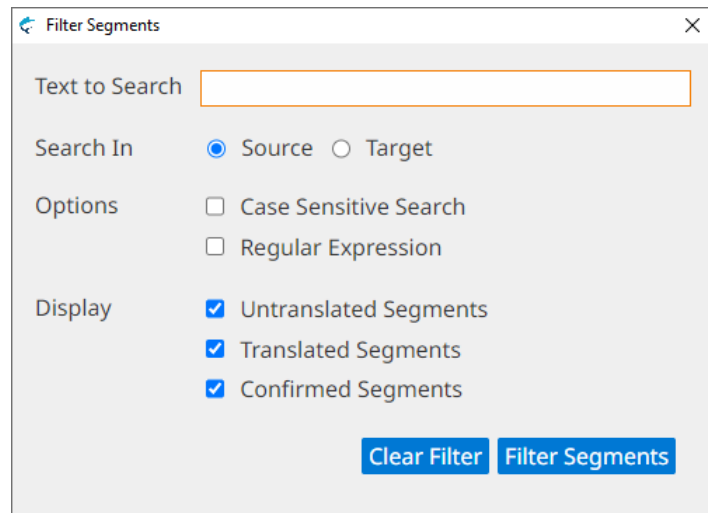 Filter Segments
Text to Search
Search In Source Target
Options Case Sensitive Search
Regular Expression
Display Untranslated Segments
Translated Segments
Confirmed Segments
Clear Filter Filter Segments